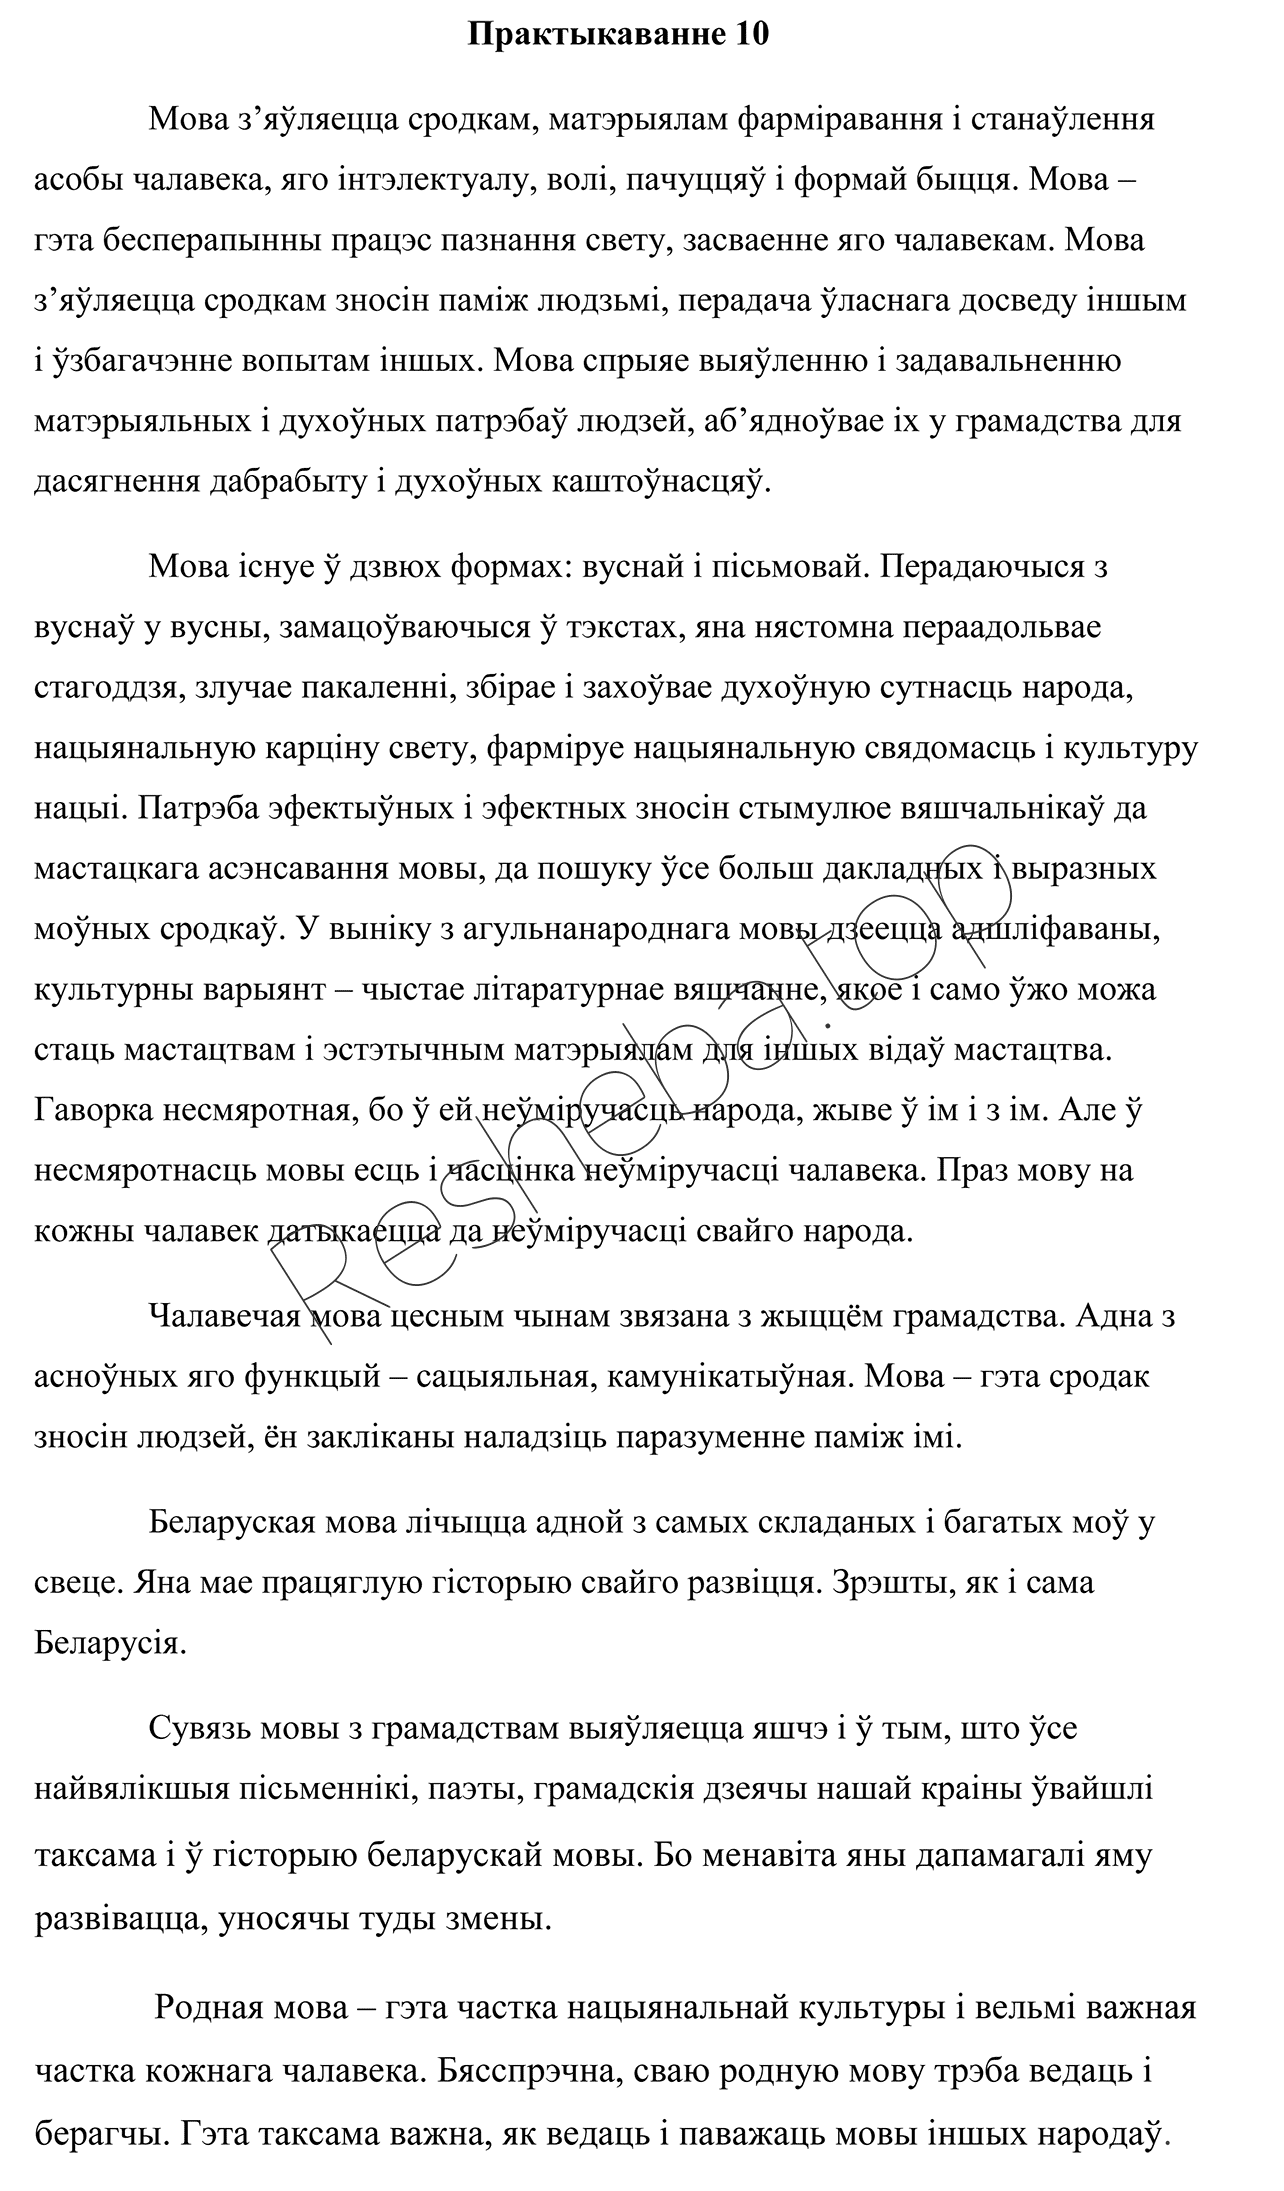 Практыкаванне 10
Мова з’яўляецца сродкам, матэрыялам фарміравання і станаўлення
асобы чалавека, яго інтэлектуалу, волі, пачуццяў і формай быцця. Мова –
гэта бесперапынны працэс пазнання свету, засваенне яго чалавекам. Мова
з’яўляецца сродкам зносін паміж людзьмі, перадача ўласнага досведу іншым
і ўзбагачэнне вопытам іншых. Мова спрыяе выяўленню і задавальненню
матэрыяльных і духоўных патрэбаў людзей, аб’ядноўвае іх у грамадства для
дасягнення дабрабыту і духоўных каштоўнасцяў.
Мова існуе ў дзвюх формах: вуснай і пісьмовай. Перадаючыся з
вуснаў у вусны, замацоўваючыся ў тэкстах, яна нястомна пераадольвае
стагоддзя, злучае пакаленні, збірае і захоўвае духоўную сутнасць народа,
нацыянальную карціну свету, фарміруе нацыянальную свядомасць і культуру
нацыі. Патрэба эфектыўных і эфектных зносін стымулюе вяшчальнікаў да
мастацкага асэнсавання мовы, да пошуку ўсе больш дакладных і выразных
моўных сродкаў. У выніку з агульнанароднага мовы дзеецца адшліфаваны,
культурны варыянт – чыстае літаратурнае вяшчанне, якое і само ўжо можа
стаць мастацтвам і эстэтычным матэрыялам для іншых відаў мастацтва.
Гаворка несмяротная, бо ў ей неўміручасць народа, жыве ў ім і з ім. Але ў
несмяротнасць мовы есць і часцінка неўміручасці чалавека. Праз мову на
кожны чалавек датыкаецца да неўміручасці свайго народа.
Чалавечая мова цесным чынам звязана з жыццём грамадства. Адна з
асноўных яго функцый – сацыяльная, камунікатыўная. Мова – гэта сродак
зносін людзей, ён закліканы наладзіць паразуменне паміж імі.
Беларуская мова лічыцца адной з самых складаных і багатых моў у
свеце. Яна мае працяглую гісторыю свайго развіцця. Зрэшты, як і сама
Беларусія.
Сувязь мовы з грамадствам выяўляецца яшчэ і ў тым, што ўсе
найвялікшыя пісьменнікі, паэты, грамадскія дзеячы нашай краіны ўвайшлі
таксама і ў гісторыю беларускай мовы. Бо менавіта яны дапамагалі яму
развівацца, уносячы туды змены.
Родная мова – гэта частка нацыянальнай культуры і вельмі важная
частка кожнага чалавека. Бясспрэчна, сваю родную мову трэба ведаць і
берагчы. Гэта таксама важна, як ведаць і паважаць мовы іншых народаў.
Resheba.top